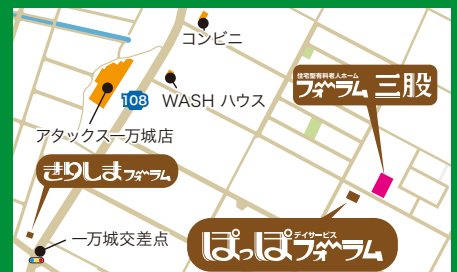 コンビニ
住宅型有料老人ホーム
フォーラム 三股
108 WASH ハウス
アタックス一万城店
きりしまフォーラム
一万城交差点
デイサービス
ぽっぽフォーラム